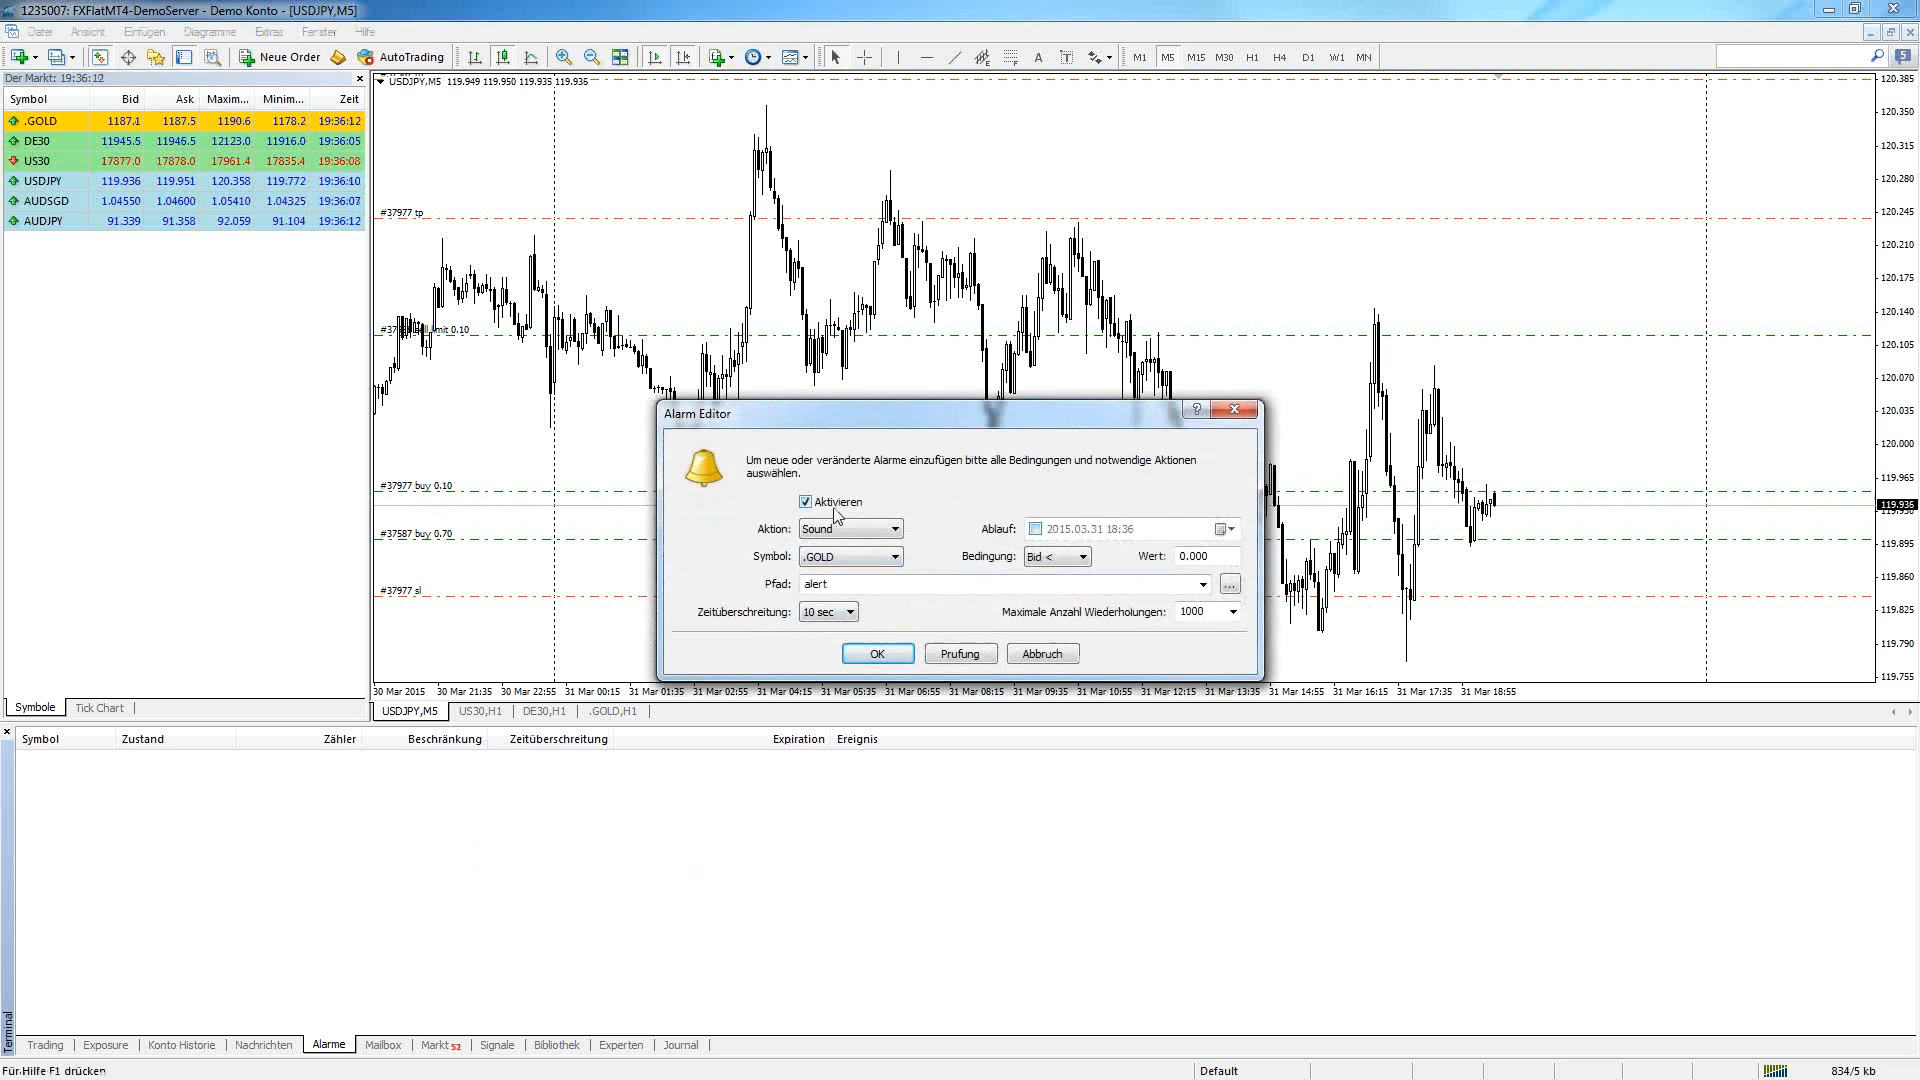 1235007: FXFlatMT4-DemoServer - Demo Konto - [USDJPY,M5]
Datei Ansicht Einfügen Diagramme Extras Fenster Hilfe
Neue Order AutoTrading A T M1 M5 M15 M30 H1 H4 D1 W1 MN 5
Der Markt: 19:36:12
Symbol Bid Ask Maxim... Minim... Zeit
.GOLD 1187.1 1187.5 1190.6 1178.2 19:36:12
DE30 11945.5 11946.5 12123.0 11916.0 19:36:05
US30 17877.0 17878.0 17961.4 17835.4 19:36:08
USDJPY 119.936 119.951 120.358 119.772 19:36:10
AUDSGD 1.04550 1.04600 1.05410 1.04325 19:36:07
AUDJPY 91.339 91.358 92.059 91.104 19:36:12
Symbole Tick Chart
USDJPY,M5 119.949 119.950 119.935 119.936
#37977 tp
limit 0.10
#37977 buy 0.10
#37587 buy 0.70
#37977 sl
120.385
120.350
120.315
120.280
120.245
120.210
120.175
120.140
120.105
120.070
120.035
120.000
119.965
119.936
119.930
119.895
119.860
119.825
119.790
119.755
Alarm Editor
Um neue oder veränderte Alarme einzufügen bitte alle Bedingungen und notwendige Aktionen
auswählen.
Aktivieren
Aktion: Sound Ablauf: 2015.03.31 18:36
Symbol: .GOLD Bedingung: Bid < Wert: 0.000
Pfad: alert ...
Zeitüberschreitung: 10 sec Maximale Anzahl Wiederholungen: 1000
OK Prufung Abbruch
30 Mar 2015 30 Mar 21:35 30 Mar 22:55 31 Mar 00:15 31 Mar 01:35 31 Mar 02:55 31 Mar 04:15 31 Mar 05:35 31 Mar 06:55 31 Mar 08:15 31 Mar 09:35 31 Mar 10:55 31 Mar 12:15 31 Mar 13:35 31 Mar 14:55 31 Mar 16:15 31 Mar 17:35 31 Mar 18:55
USDJPY,M5 US30,H1 DE30,H1 .GOLD,H1
Symbol Zustand Zähler Beschränkung Zeitüberschreitung Expiration Ereignis
Terminal
Trading Exposure Konto Historie Nachrichten Alarme Mailbox Markt 52 Signale Bibliothek Experten Journal
Für Hilfe F1 drücken Default 834/5 kb